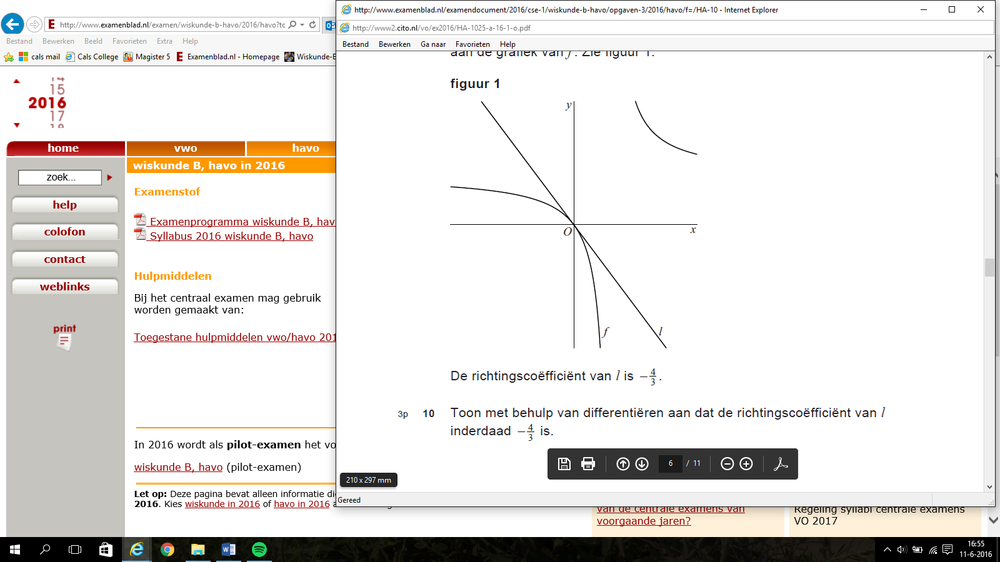 http://www.examenblad.nl/examen/wiskunde-b-havo/2016/havo?tc
Bestand Bewerken Beeld Favorieten Extra Help
cals mail Cals College Magister 5 Examenblad.nl - Homepage Wiskunde-E
15
2016
17
home vwo havo
wiskunde B, havo in 2016
zoek...
help
colofon
contact
weblinks
print
Examenstof
Examenprogramma wiskunde B, hav
Syllabus 2016 wiskunde B, havo
Hulpmiddelen
Bij het centraal examen mag gebruik
worden gemaakt van:
Toegestane hulpmiddelen vwo/havo 201
In 2016 wordt als pilot-examen het vo
wiskunde B, havo (pilot-examen)
Let op: Deze pagina bevat alleen informatie di
2016. Kies wiskunde in 2016 of havo in 2016
http://www.examenblad.nl/examendocument/2016/cse-1/wiskunde-b-havo/opgaven-3/2016/havo/f=/HA-10 - Internet Explorer
http://www2.cito.nl/vo/ex2016/HA-1025-a-16-1-o.pdf
Bestand Bewerken Ga naar Favorieten Help
aan de grafiek van f. Zie figuur 1.
figuur 1
y
O
x
f
l
De richtingscoëfficiënt van l is −4/3.
3p 10 Toon met behulp van differentiëren aan dat de richtingscoëfficiënt van l
inderdaad −4/3 is.
6 / 11
210 x 297 mm
Gereed
van de centrale examens van
voorgaande jaren?
Regeling syllabi centrale examens
VO 2017
16:55
11-6-2016